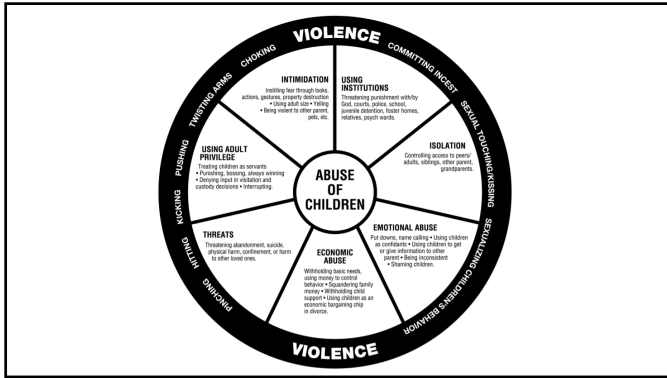 VIOLENCE
COMMITTING INCEST
SEXUAL TOUCHING/KISSING
SEXUALIZING CHILDREN'S BEHAVIOR
VIOLENCE
PINCHING
HITTING
KICKING
PUSHING
TWISTING ARMS
CHOKING
INTIMIDATION
Instilling fear through looks,
actions, gestures, property destruction
• Using adult size • Yelling
• Being violent to other parent,
pets, etc.
USING
INSTITUTIONS
Threatening punishment with/by
God, courts, police, school,
juvenile detention, foster homes,
relatives, psych wards.
ISOLATION
Controlling access to peers/
adults, siblings, other parent,
grandparents.
EMOTIONAL ABUSE
Put downs, name calling • Using children
as confidants • Using children to get
or give information to other
parent • Being inconsistent
• Shaming children.
ECONOMIC
ABUSE
Withholding basic needs,
using money to control
behavior • Squandering family
money • Withholding child
support • Using children as an
economic bargaining chip
in divorce.
THREATS
Threatening abandonment, suicide,
physical harm, confinement, or harm
to other loved ones.
USING ADULT
PRIVILEGE
Treating children as servants
• Punishing, bossing, always winning
• Denying input in visitation and
custody decisions • Interrupting.
ABUSE
OF
CHILDREN